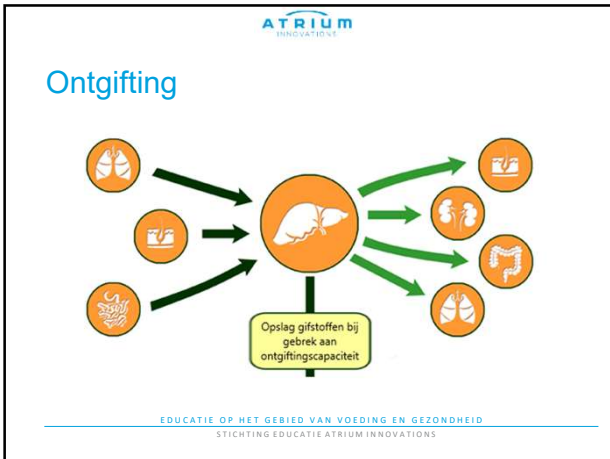 ATRIUM
INNOVATIONS
Ontgifting
Opslag gifstoffen bij
gebrek aan
ontgiftingscapaciteit
EDUCATIE OP HET GEBIED VAN VOEDING EN GEZONDHEID
STICHTING EDUCATIE ATRIUM INNOVATIONS